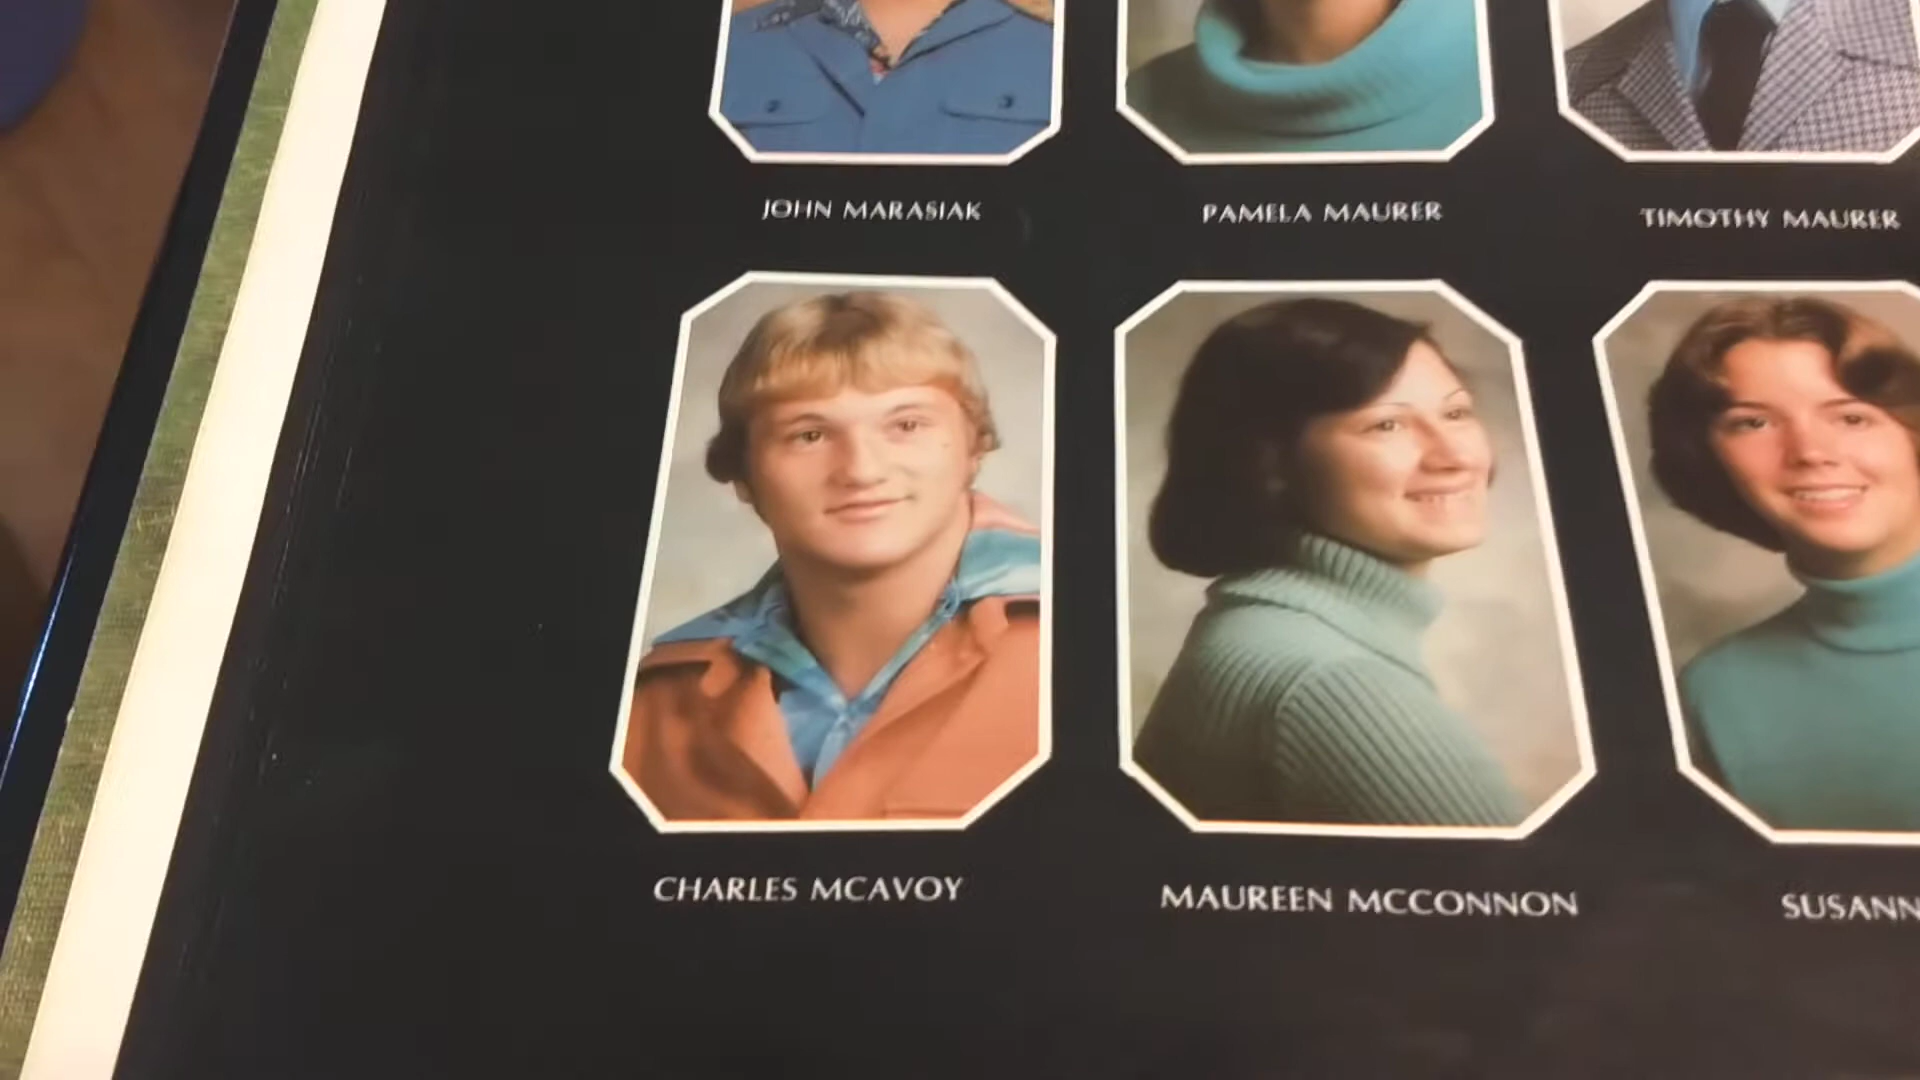 JOHN MARASIAK
PAMELA MAURER
TIMOTHY MAURER
CHARLES MCAVOY
MAUREEN MCCONNON
SUSANN